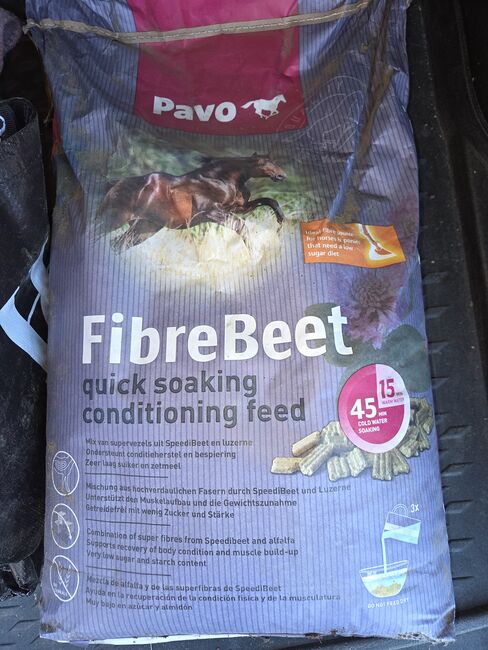 Pavo
Ideal fibre source
for horses & ponies
that need a low
sugar diet
FibreBeet
quick soaking
conditioning feed
15 MIN
WARM WATER
45 MIN
COLD WATER
SOAKING
Mix van supervezels uit SpeediBeet en luzerne
Ondersteunt conditieherstel en bespiering
Zeer laag suiker en zetmeel
Mischung aus hochverdaulichen Fasern durch SpeediBeet und Luzerne
Unterstützt den Muskelaufbau und die Gewichtszunahme
Getreidefrei mit wenig Zucker und Stärke
Combination of super fibres from Speedibeet and alfalfa
Supports recovery of body condition and muscle build-up
Very low sugar and starch content
Mezcla de alfalfa y de las superfibras de SpeediBeet
Ayuda en la recuperación de la condición física y de la musculatura
Muy bajo en azúcar y almidón
3X
DO NOT FEED DRY